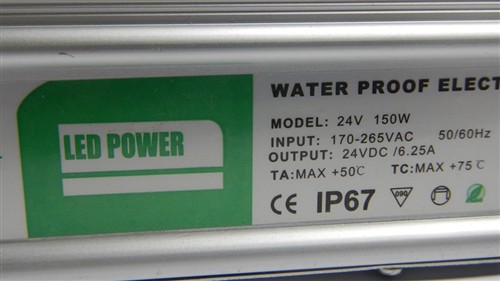 LED POWER
WATER PROOF ELECT
MODEL: 24V 150W
INPUT: 170-265VAC 50/60Hz
OUTPUT: 24VDC /6.25A
TA:MAX +50℃ TC:MAX +75℃
CE IP67 090